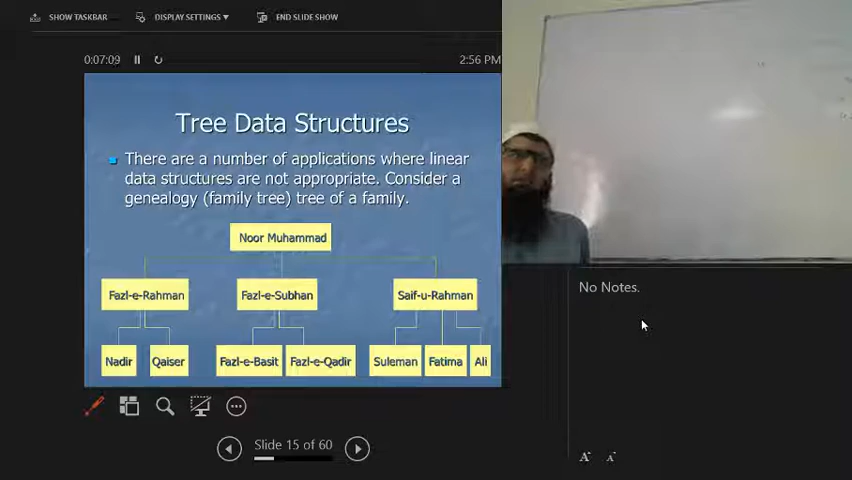 SHOW TASKBAR
DISPLAY SETTINGS
END SLIDE SHOW
0:07:09
2:56 PM
Tree Data Structures
There are a number of applications where linear
data structures are not appropriate. Consider a
genealogy (family tree) tree of a family.
Noor Muhammad
Fazl-e-Rahman Fazl-e-Subhan Saif-u-Rahman
Nadir Qaiser Fazl-e-Basit Fazl-e-Qadir Suleman Fatima Ali
No Notes.
Slide 15 of 60
A A